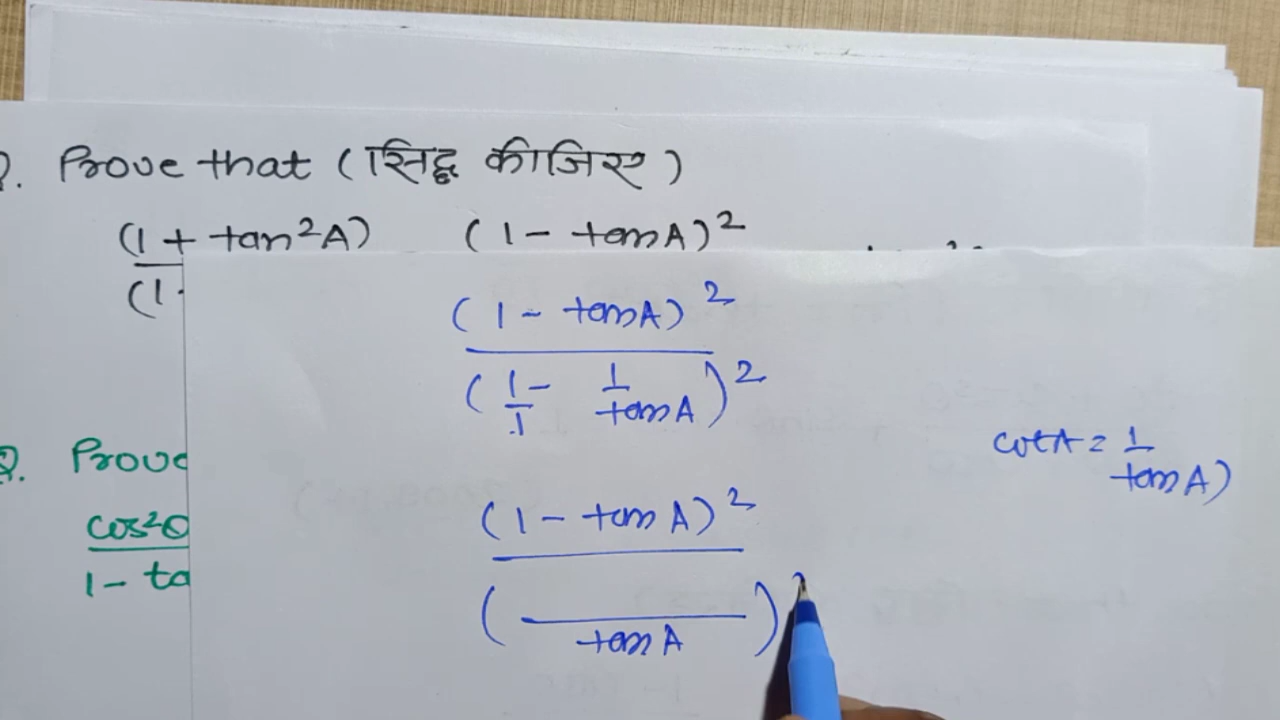 Q. Prove that (सिद्ध कीजिए)
(1 + tan²A) (1 - tanA)²
(1
(1 - tanA)²
(1/1 - 1/tanA)²
cotA = 1/tanA)
Q. Prove
cos²θ
1 - ta
(1 - tanA)²
( /tanA)²